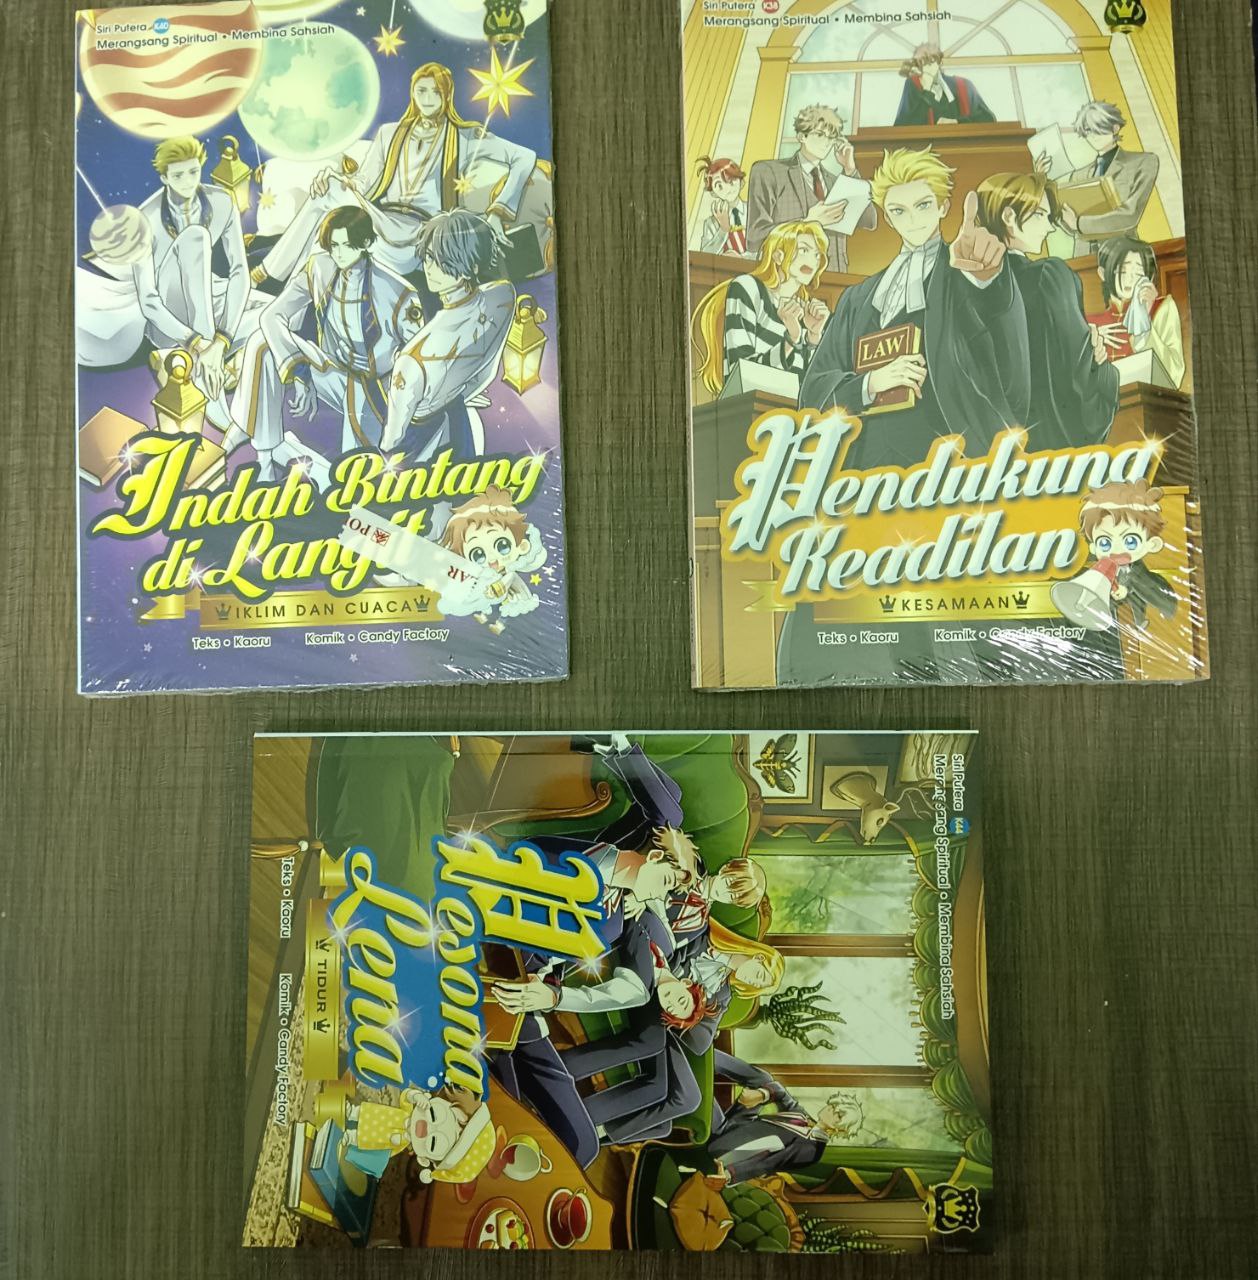 Siri Putera K40
Merangsang Spiritual • Membina Sahsiah
Indah Bintang
di Langit
IKLIM DAN CUACA
Teks • Kaoru Komik • Candy Factory
Siri Putera K38
Merangsang Spiritual • Membina Sahsiah
LAW
Pendukung
Keadilan
KESAMAAN
Teks • Kaoru Komik • Candy Factory
Siri Putera K44
Merangsang Spiritual • Membina Sahsiah
Pesona
Lena
TIDUR
Teks • Kaoru Komik • Candy Factory